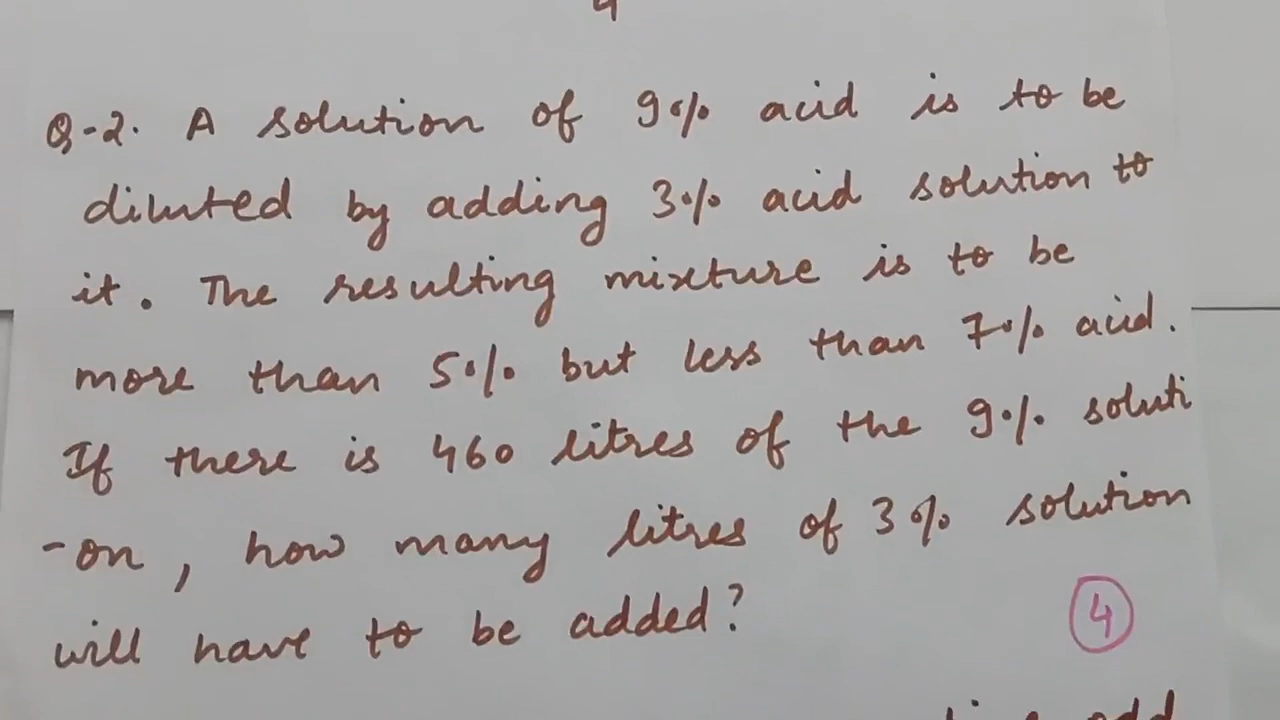 Q-2. A solution of 9% acid is to be
diluted by adding 3% acid solution to
it. The resulting mixture is to be
more than 5% but less than 7% acid.
If there is 460 litres of the 9% soluti
-on, how many litres of 3% solution
will have to be added?
4